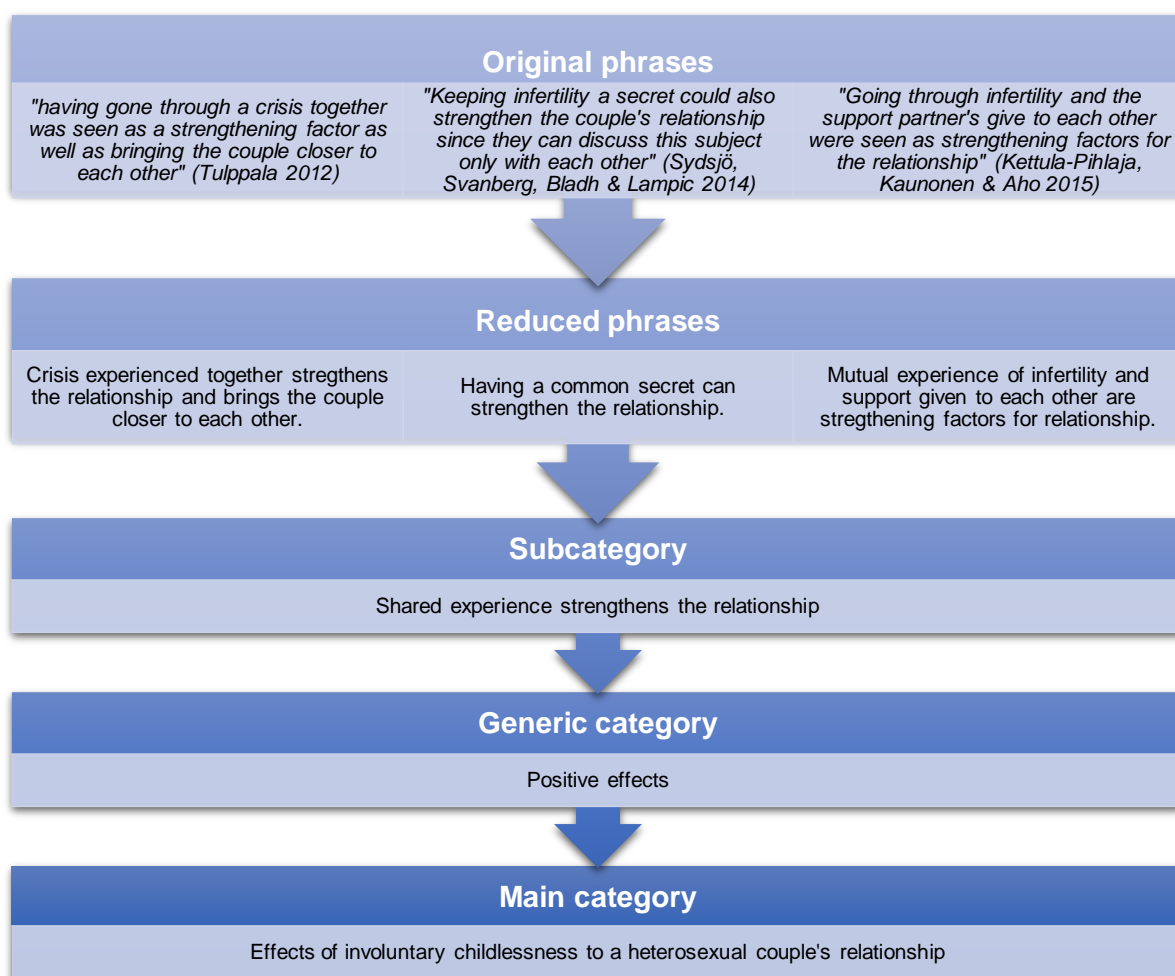 Original phrases
"having gone through a crisis together
was seen as a strengthening factor as
well as bringing the couple closer to
each other" (Tulppala 2012)
"Keeping infertility a secret could also
strengthen the couple's relationship
since they can discuss this subject
only with each other" (Sydsjö,
Svanberg, Bladh & Lampic 2014)
"Going through infertility and the
support partner's give to each other
were seen as strengthening factors for
the relationship" (Kettula-Pihlaja,
Kaunonen & Aho 2015)
Reduced phrases
Crisis experienced together stregthens
the relationship and brings the couple
closer to each other.
Having a common secret can
strengthen the relationship.
Mutual experience of infertility and
support given to each other are
stregthening factors for relationship.
Subcategory
Shared experience strengthens the relationship
Generic category
Positive effects
Main category
Effects of involuntary childlessness to a heterosexual couple's relationship